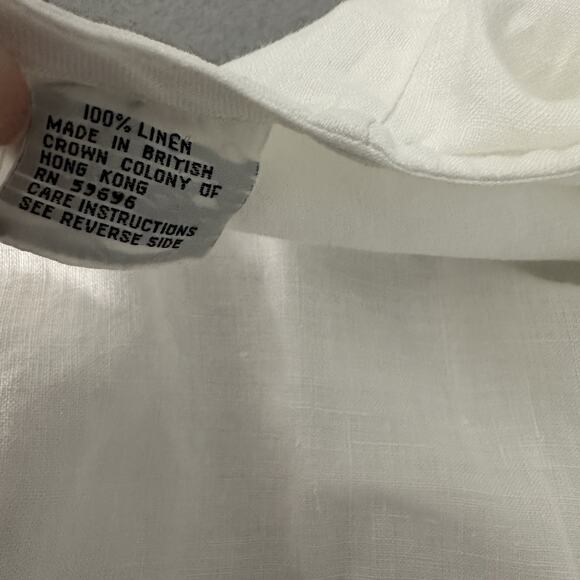 100% LINEN
MADE IN BRITISH
CROWN COLONY OF
HONG KONG
RN 59696
CARE INSTRUCTIONS
SEE REVERSE SIDE